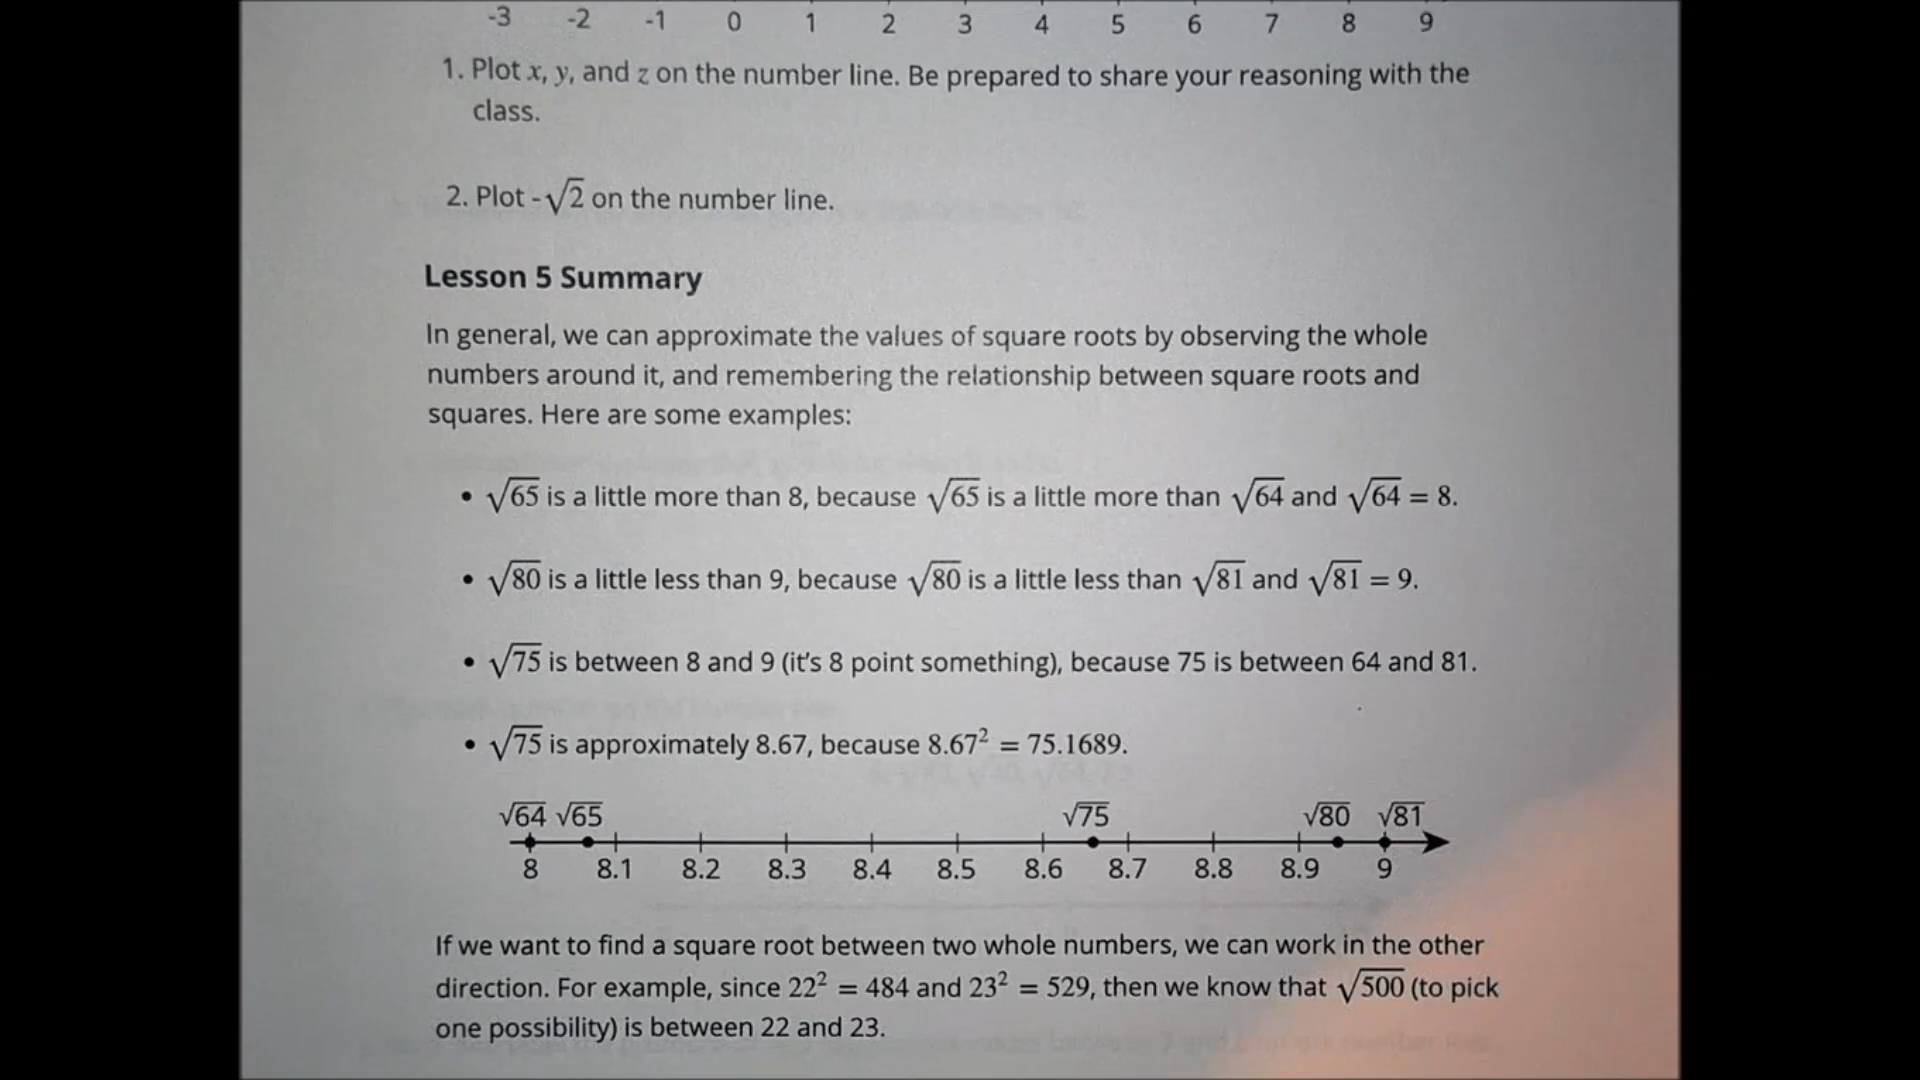 -3 -2 -1 0 1 2 3 4 5 6 7 8 9
1. Plot x, y, and z on the number line. Be prepared to share your reasoning with the
class.
2. Plot -√2 on the number line.
Lesson 5 Summary
In general, we can approximate the values of square roots by observing the whole
numbers around it, and remembering the relationship between square roots and
squares. Here are some examples:
• √65 is a little more than 8, because √65 is a little more than √64 and √64 = 8.
• √80 is a little less than 9, because √80 is a little less than √81 and √81 = 9.
• √75 is between 8 and 9 (it's 8 point something), because 75 is between 64 and 81.
• √75 is approximately 8.67, because 8.67² = 75.1689.
√64 √65 √75 √80 √81
8 8.1 8.2 8.3 8.4 8.5 8.6 8.7 8.8 8.9 9
If we want to find a square root between two whole numbers, we can work in the other
direction. For example, since 22² = 484 and 23² = 529, then we know that √500 (to pick
one possibility) is between 22 and 23.